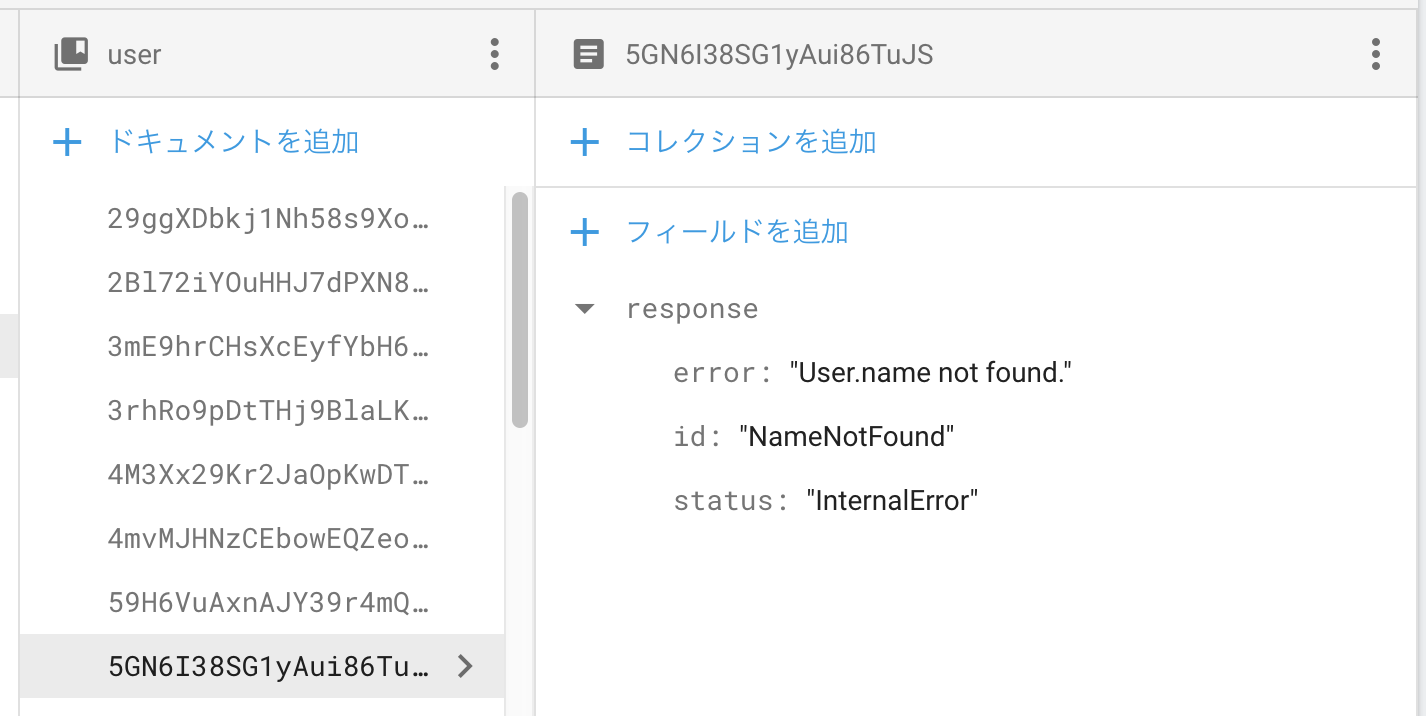 user
ドキュメントを追加
29ggXDbkj1Nh58s9Xo…
2Bl72iYOuHHJ7dPXN8…
3mE9hrCHsXcEyfYbH6…
3rhRo9pDtTHj9BlaLK…
4M3Xx29Kr2JaOpKwDT…
4mvMJHNzCEbowEQZeo…
59H6VuAxnAJY39r4mQ…
5GN6I38SG1yAui86Tu…
5GN6I38SG1yAui86TuJS
コレクションを追加
フィールドを追加
response
error: "User.name not found."
id: "NameNotFound"
status: "InternalError"